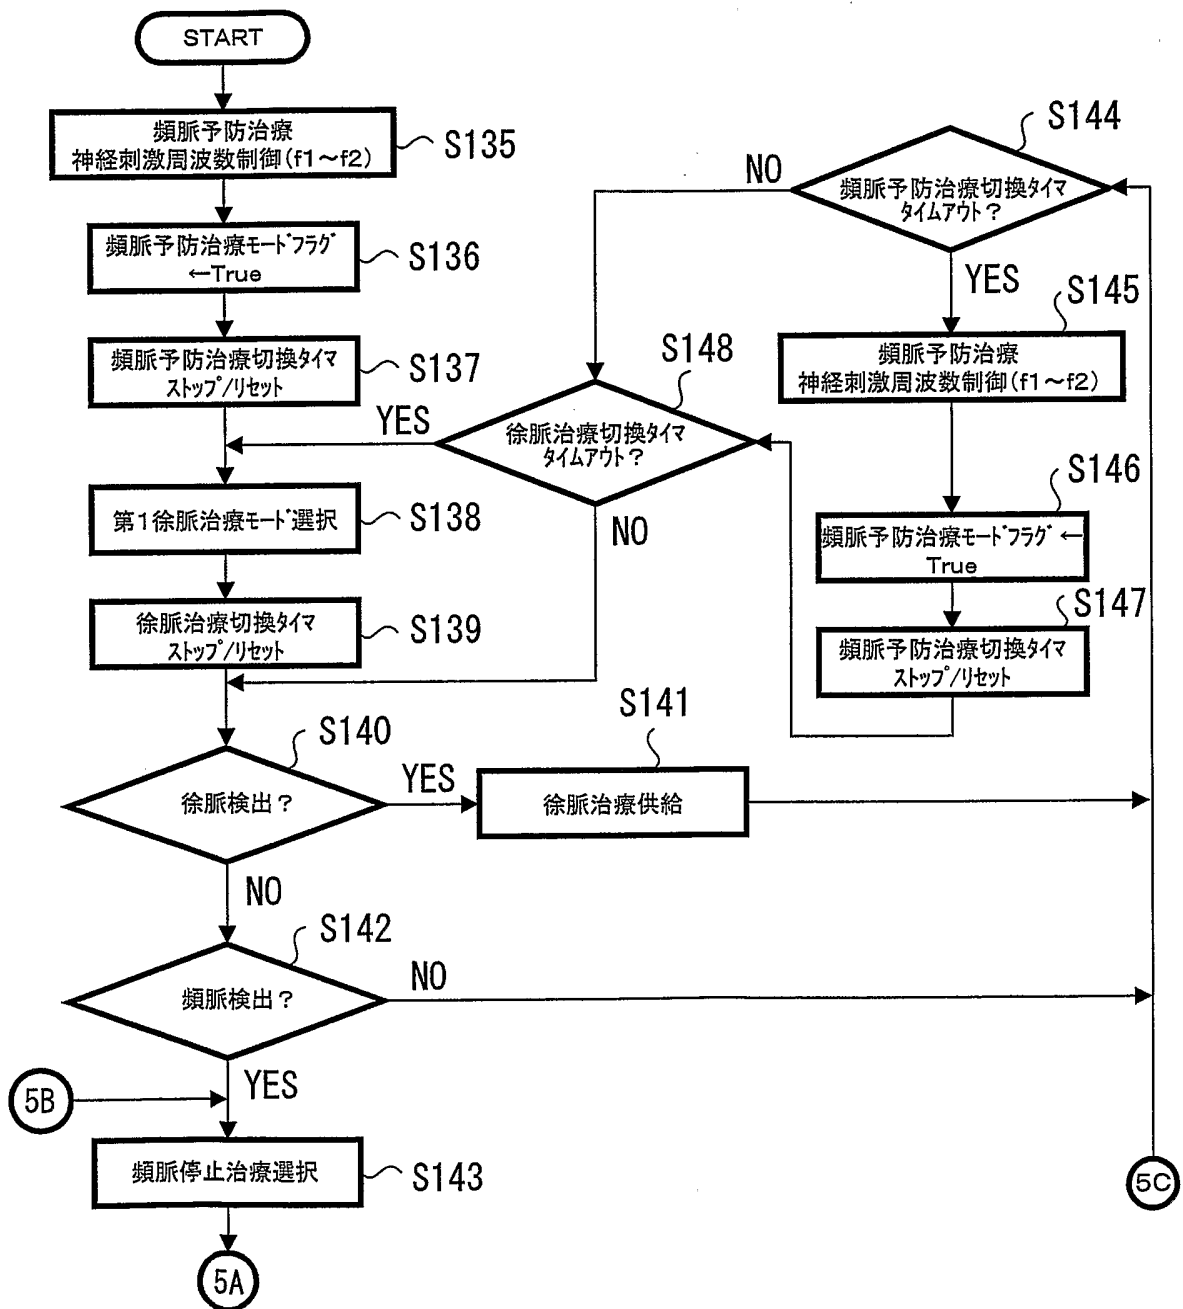 START
頻脈予防治療
神経刺激周波数制御(f1～f2)
S135
頻脈予防治療モードフラグ
←True
S136
頻脈予防治療切換タイマ
ストップ/リセット
S137
第1徐脈治療モード選択
S138
徐脈治療切換タイマ
ストップ/リセット
S139
S140
徐脈検出？
YES
NO
S141
徐脈治療供給
S142
頻脈検出？
NO
YES
5B
頻脈停止治療選択
S143
5A
S144
頻脈予防治療切換タイマ
タイムアウト？
NO
YES
S145
頻脈予防治療
神経刺激周波数制御(f1～f2)
S146
頻脈予防治療モードフラグ←
True
S147
頻脈予防治療切換タイマ
ストップ/リセット
S148
徐脈治療切換タイマ
タイムアウト？
YES
NO
5C